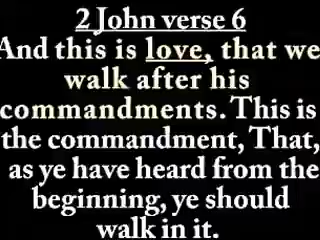 2 John verse 6
And this is love, that we
walk after his
commandments. This is
the commandment, That,
as ye have heard from the
beginning, ye should
walk in it.